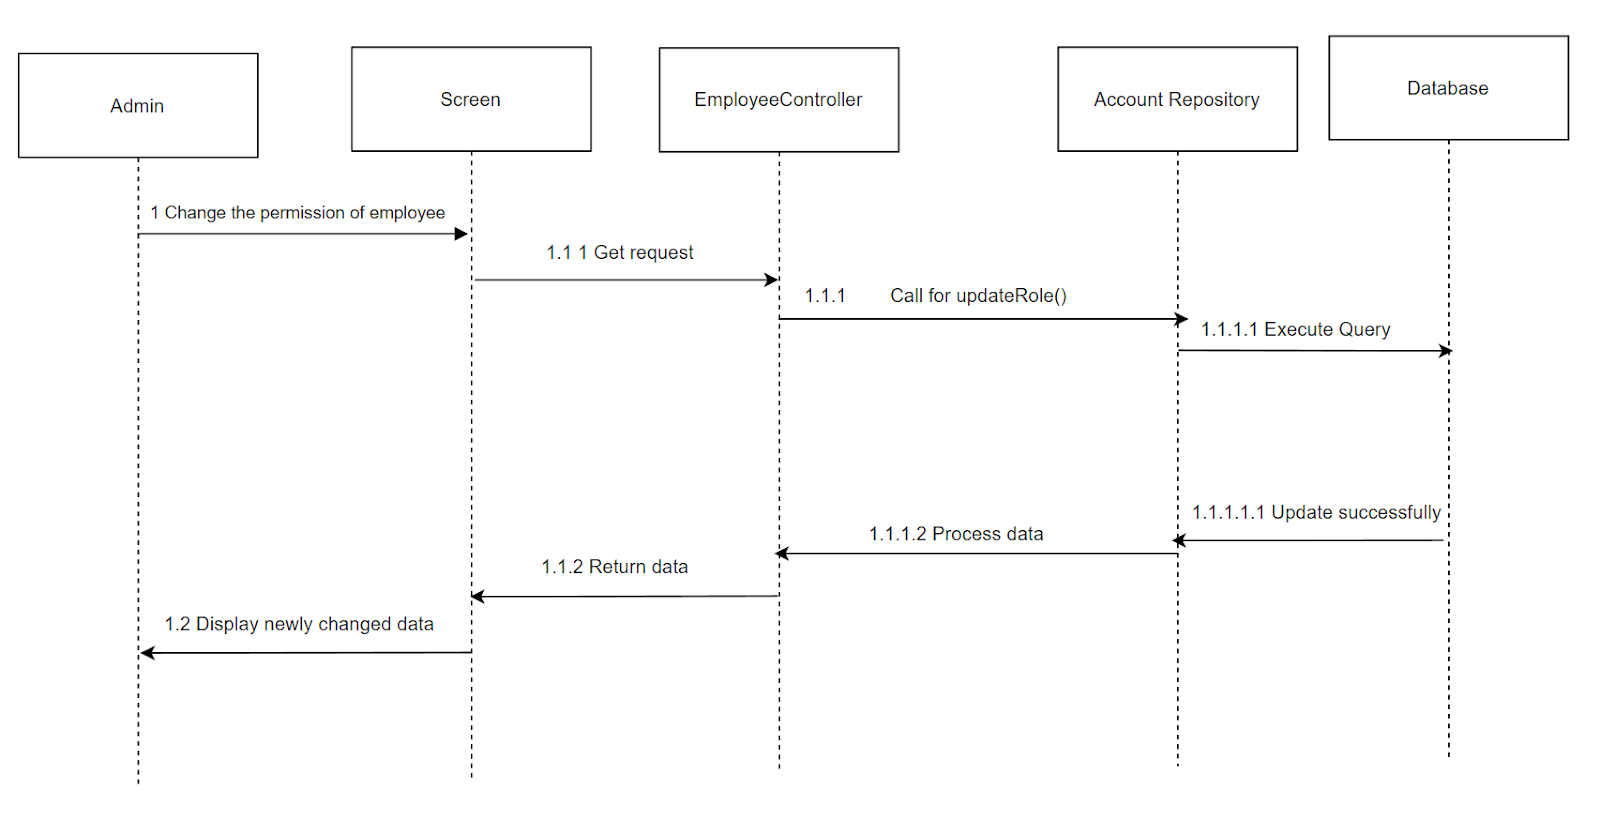 Admin
Screen
EmployeeController
Account Repository
Database
1 Change the permission of employee
1.1 1 Get request
1.1.1 Call for updateRole()
1.1.1.1 Execute Query
1.1.1.1.1 Update successfully
1.1.1.2 Process data
1.1.2 Return data
1.2 Display newly changed data